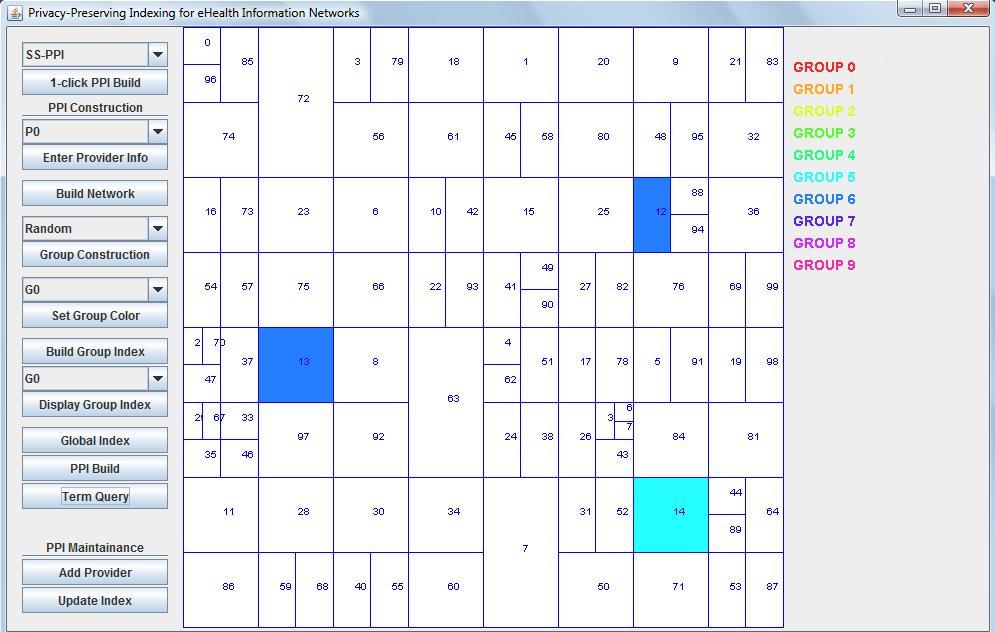 Privacy-Preserving Indexing for eHealth Information Networks
SS-PPI
1-click PPI Build
PPI Construction
P0
Enter Provider Info
Build Network
Random
Group Construction
G0
Set Group Color
Build Group Index
G0
Display Group Index
Global Index
PPI Build
Term Query
PPI Maintainance
Add Provider
Update Index
0 85 3 79 18 1 20 9 21 83
96
72
74 56 61 45 58 80 48 95 32
88
16 73 23 6 10 42 15 25 12 36
94
49
54 57 75 66 22 93 41 27 82 76 69 99
90
2 70 4
37 13 8 51 17 78 5 91 19 98
47 62
63
29 67 33 3 6
7
97 92 24 38 26 84 81
35 46 43
44
11 28 30 34 31 52 14 64
89
7
86 59 68 40 55 60 50 71 53 87
GROUP 0
GROUP 1
GROUP 2
GROUP 3
GROUP 4
GROUP 5
GROUP 6
GROUP 7
GROUP 8
GROUP 9